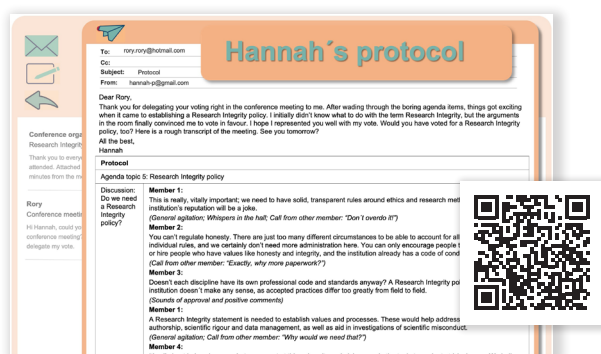 Hannah´s protocol
To: rory.rory@hotmail.com
Cc:
Subject: Protocol
From: hannah-p@gmail.com
Dear Rory,
Thank you for delegating your voting right in the conference meeting to me. After wading through the boring agenda items, things got exciting
when it came to establishing a Research Integrity policy. I initially didn't know what to do with the term Research Integrity, but the arguments
in the room finally convinced me to vote in favour. I hope I represented you well with my vote. Would you have voted for a Research Integrity
policy, too? Here is a rough transcript of the meeting. See you tomorrow?
All the best,
Hannah
Conference orga
Research Integrity
Thank you to every
attended. Attached
minutes from the m
Rory
Conference meeti
Hi Hannah, could yo
conference meeting?
delegate my vote.
Protocol
Agenda topic 5: Research Integrity policy
Discussion:
Do we need
a Research
Integrity
policy?
Member 1:
This is really, vitally important; we need to have solid, transparent rules around ethics and research met
institution's reputation will be a joke.
(General agitation; Whispers in the hall; Call from other member: "Don´t overdo it!")
Member 2:
You can't regulate honesty. There are just too many different circumstances to be able to account for all
individual rules, and we certainly don't need more administration here. You can only encourage people t
or hire people who have values like honesty and integrity, and the institution already has a code of cond
(Call from other member: "Exactly, why more paperwork?")
Member 3:
Doesn't each discipline have its own professional code and standards anyway? A Research Integrity po
institution doesn´t make any sense, as accepted practices differ too greatly from field to field.
(Sounds of approval and positive comments)
Member 1:
A Research Integrity statement is needed to establish values and processes. These would help address
authorship, scientific rigour and data management, as well as aid in investigations of scientific misconduct.
(General agitation; Call from other member: "Why would we need that?")
Member 4: